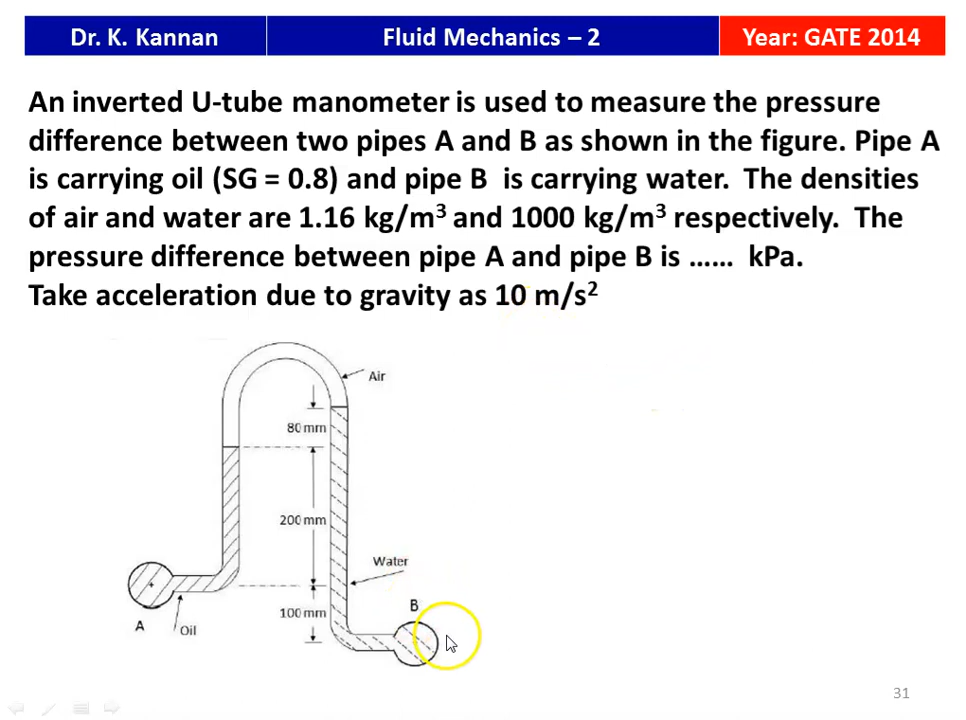 Dr. K. Kannan
Fluid Mechanics – 2
Year: GATE 2014
An inverted U-tube manometer is used to measure the pressure
difference between two pipes A and B as shown in the figure. Pipe A
is carrying oil (SG = 0.8) and pipe B is carrying water. The densities
of air and water are 1.16 kg/m³ and 1000 kg/m³ respectively. The
pressure difference between pipe A and pipe B is ...... kPa.
Take acceleration due to gravity as 10 m/s²
Air
80 mm
200 mm
Water
100 mm
B
A
Oil
31